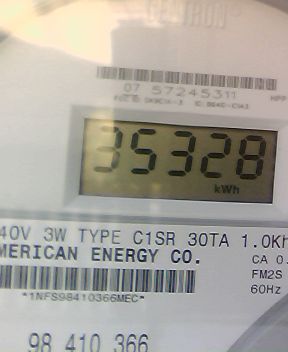 CENTRON®
07 57245311
35328
kWh
40V 3W TYPE C1SR 30TA 1.0Kh
MERICAN ENERGY CO.
CA 0.
FM2S
60Hz
*1NFS98410366MEC*
98 410 366